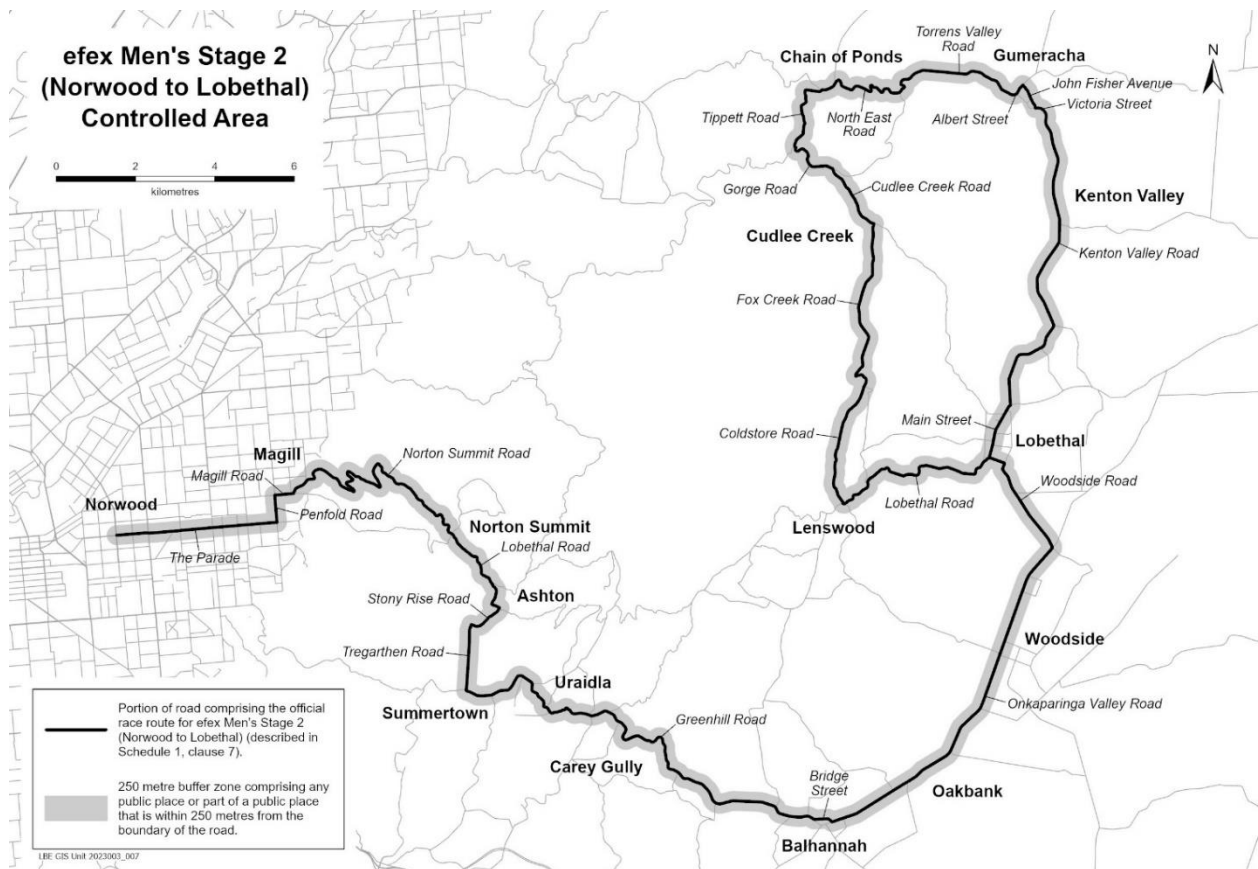 efex Men's Stage 2
(Norwood to Lobethal)
Controlled Area
0 2 4 6
kilometres
N
Torrens Valley
Road
Chain of Ponds
Gumeracha
John Fisher Avenue
Victoria Street
Tippett Road
North East
Road
Albert Street
Gorge Road
Cudlee Creek Road
Kenton Valley
Cudlee Creek
Kenton Valley Road
Fox Creek Road
Main Street
Coldstore Road
Lobethal
Magill
Norton Summit Road
Magill Road
Woodside Road
Lobethal Road
Norwood
Penfold Road
Lenswood
Norton Summit
Lobethal Road
The Parade
Ashton
Stony Rise Road
Woodside
Tregarthen Road
Uraidla
Onkaparinga Valley Road
Summertown
Greenhill Road
Carey Gully
Bridge
Street
Oakbank
Balhannah
Portion of road comprising the official
race route for efex Men's Stage 2
(Norwood to Lobethal) (described in
Schedule 1, clause 7).
250 metre buffer zone comprising any
public place or part of a public place
that is within 250 metres from the
boundary of the road.
LBE GIS Unit 2023003_007